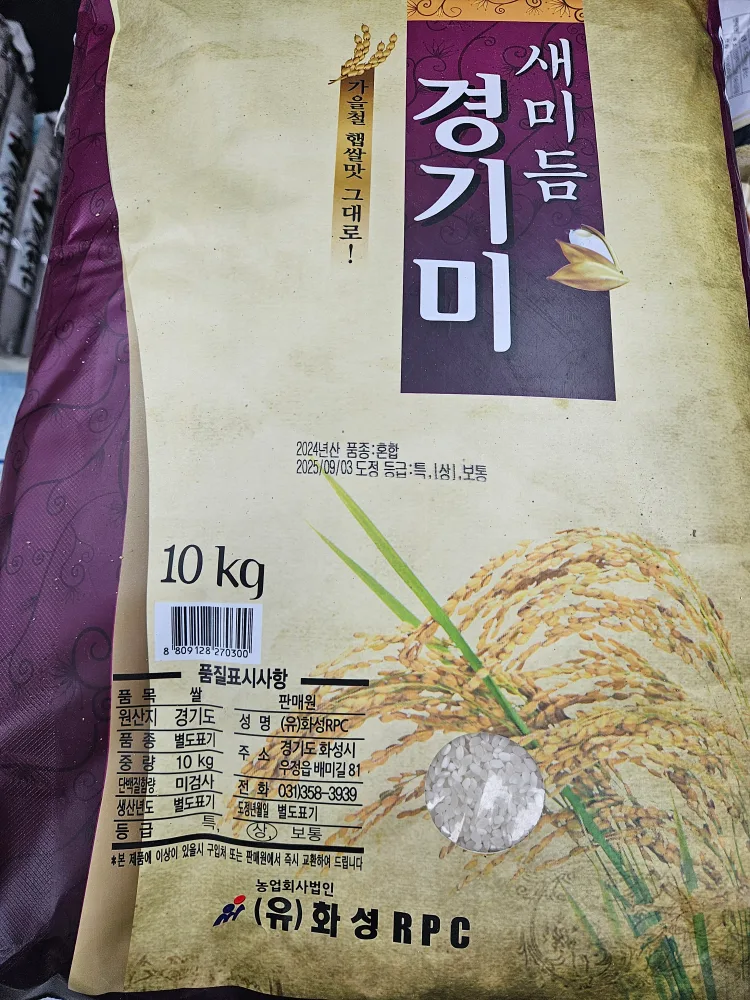 새미듬
경기미
가을철 햅쌀맛 그대로!
2024년산 품종:혼합
2025/09/03 도정 등급:특,[상],보통
10 kg
8 809128 270300
품질표시사항
품 목 쌀
원산지 경기도
품 종 별도표기
중 량 10 kg
단백질함량 미검사
생산년도 별도표기
등 급 특, 상, 보통
판매원
성 명 (유)화성RPC
주 소 경기도 화성시
우정읍 배미길 81
전 화 031)358-3939
도정년월일 별도표기
*본 제품에 이상이 있을시 구입처 또는 판매원에서 즉시 교환하여 드립니다
농업회사법인
(유)화성RPC